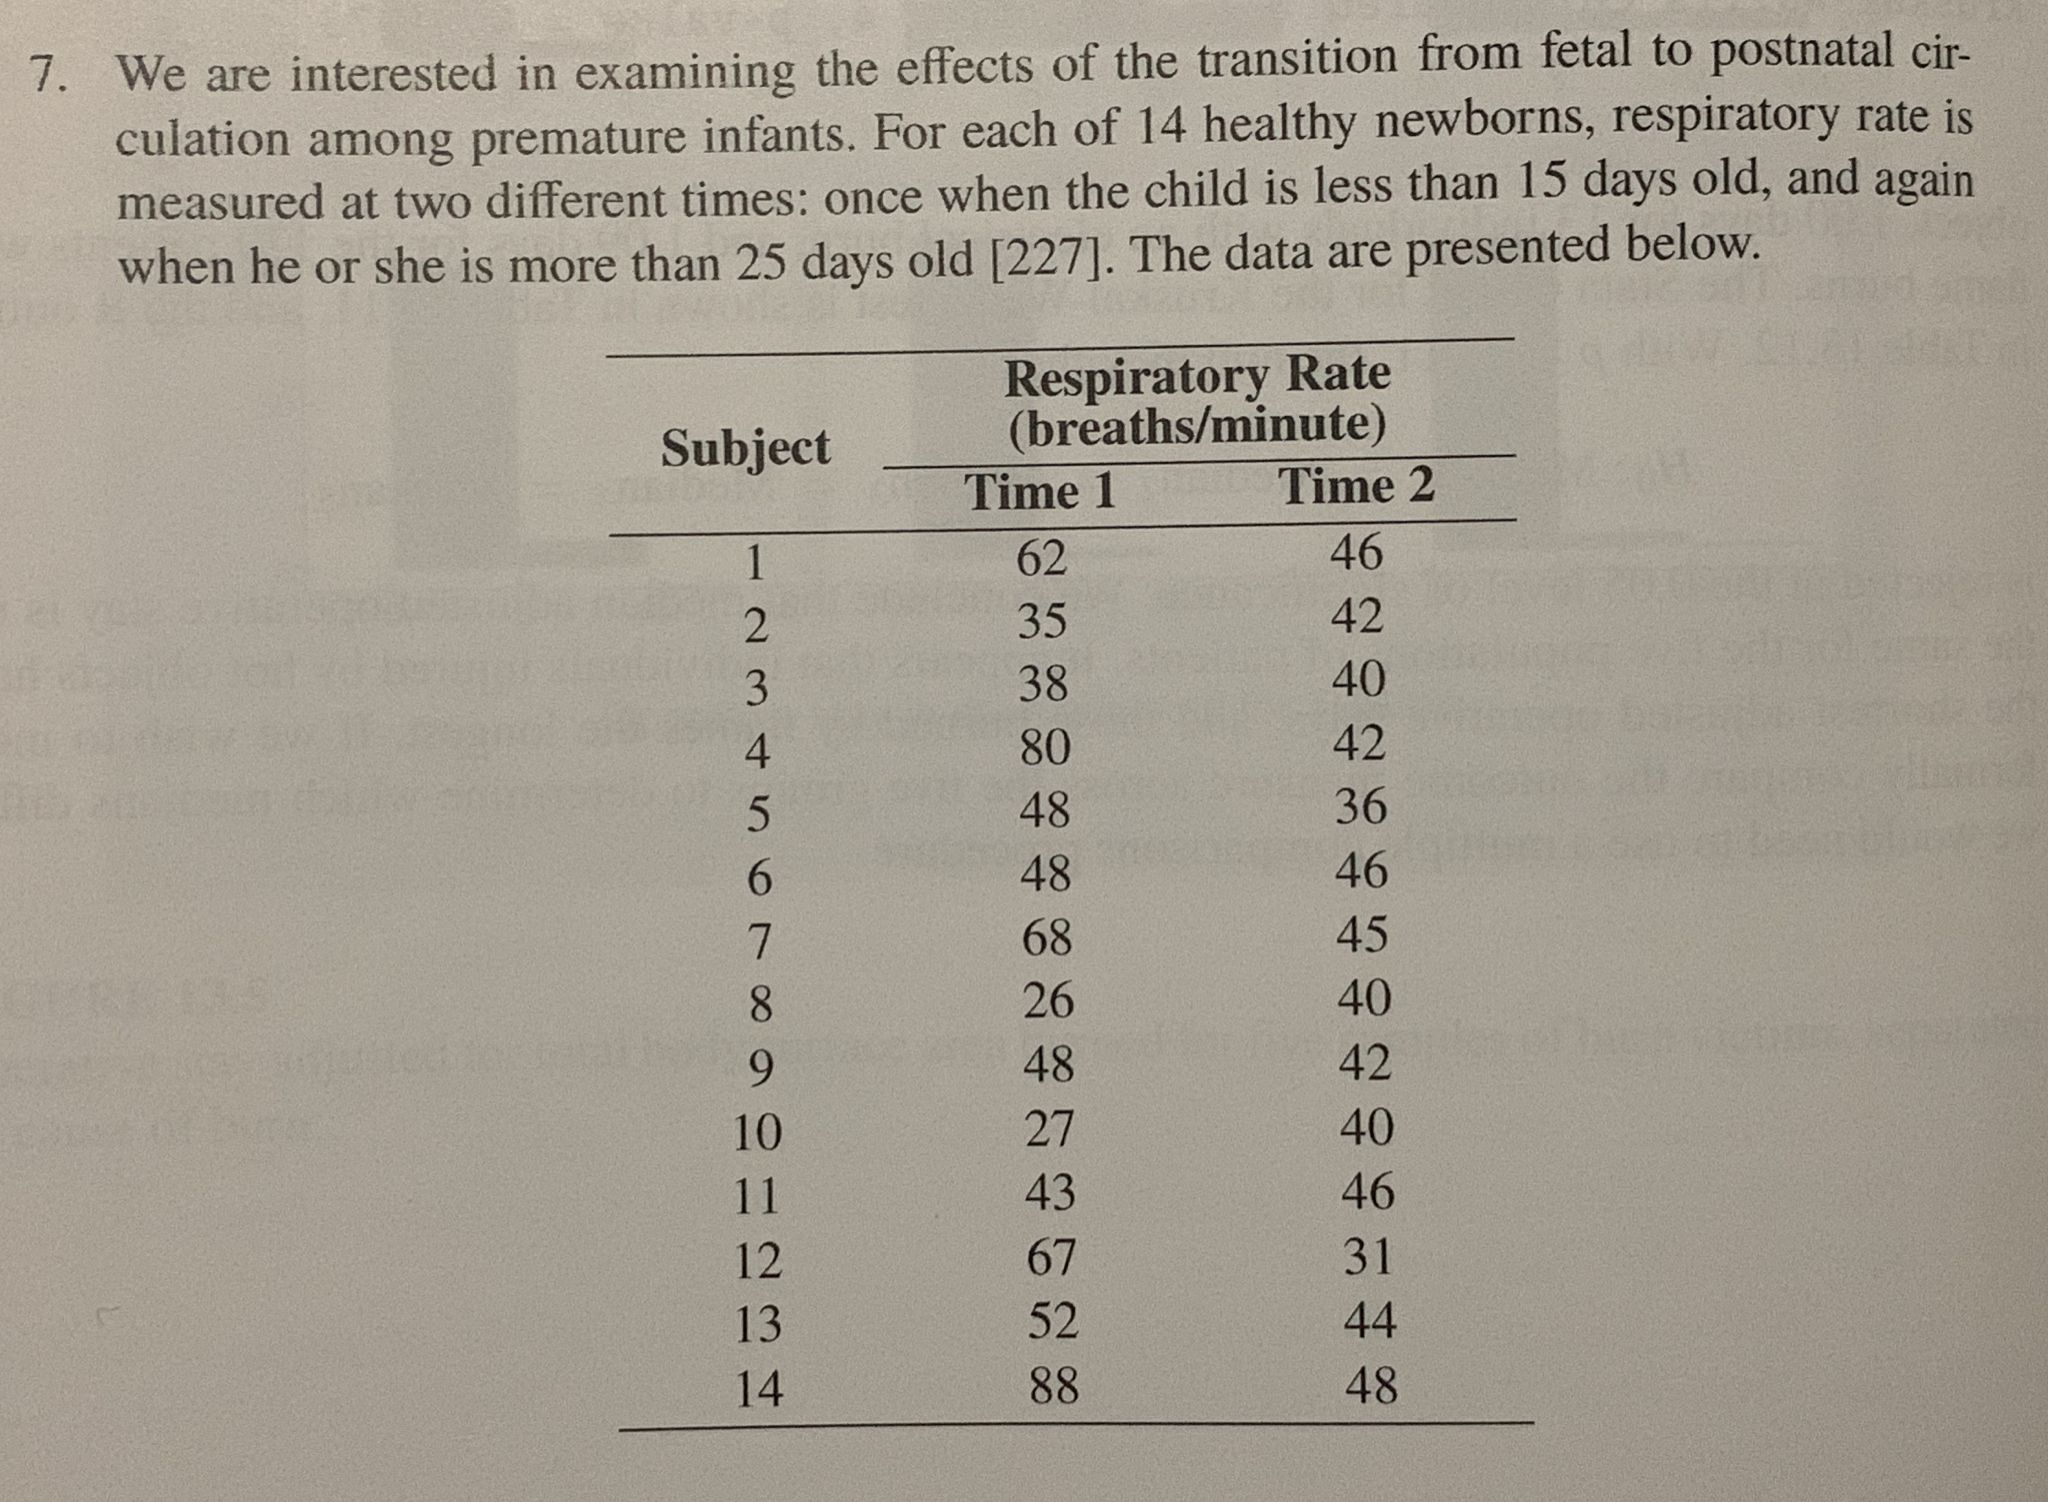 7. We are interested in examining the effects of the transition from fetal to postnatal cir-
culation among premature infants. For each of 14 healthy newborns, respiratory rate is
measured at two different times: once when the child is less than 15 days old, and again
when he or she is more than 25 days old [227]. The data are presented below.
Respiratory Rate
(breaths/minute)
Subject
Time 1 Time 2
1 62 46
2 35 42
3 38 40
4 80 42
5 48 36
6 48 46
7 68 45
8 26 40
9 48 42
10 27 40
11 43 46
12 67 31
13 52 44
14 88 48